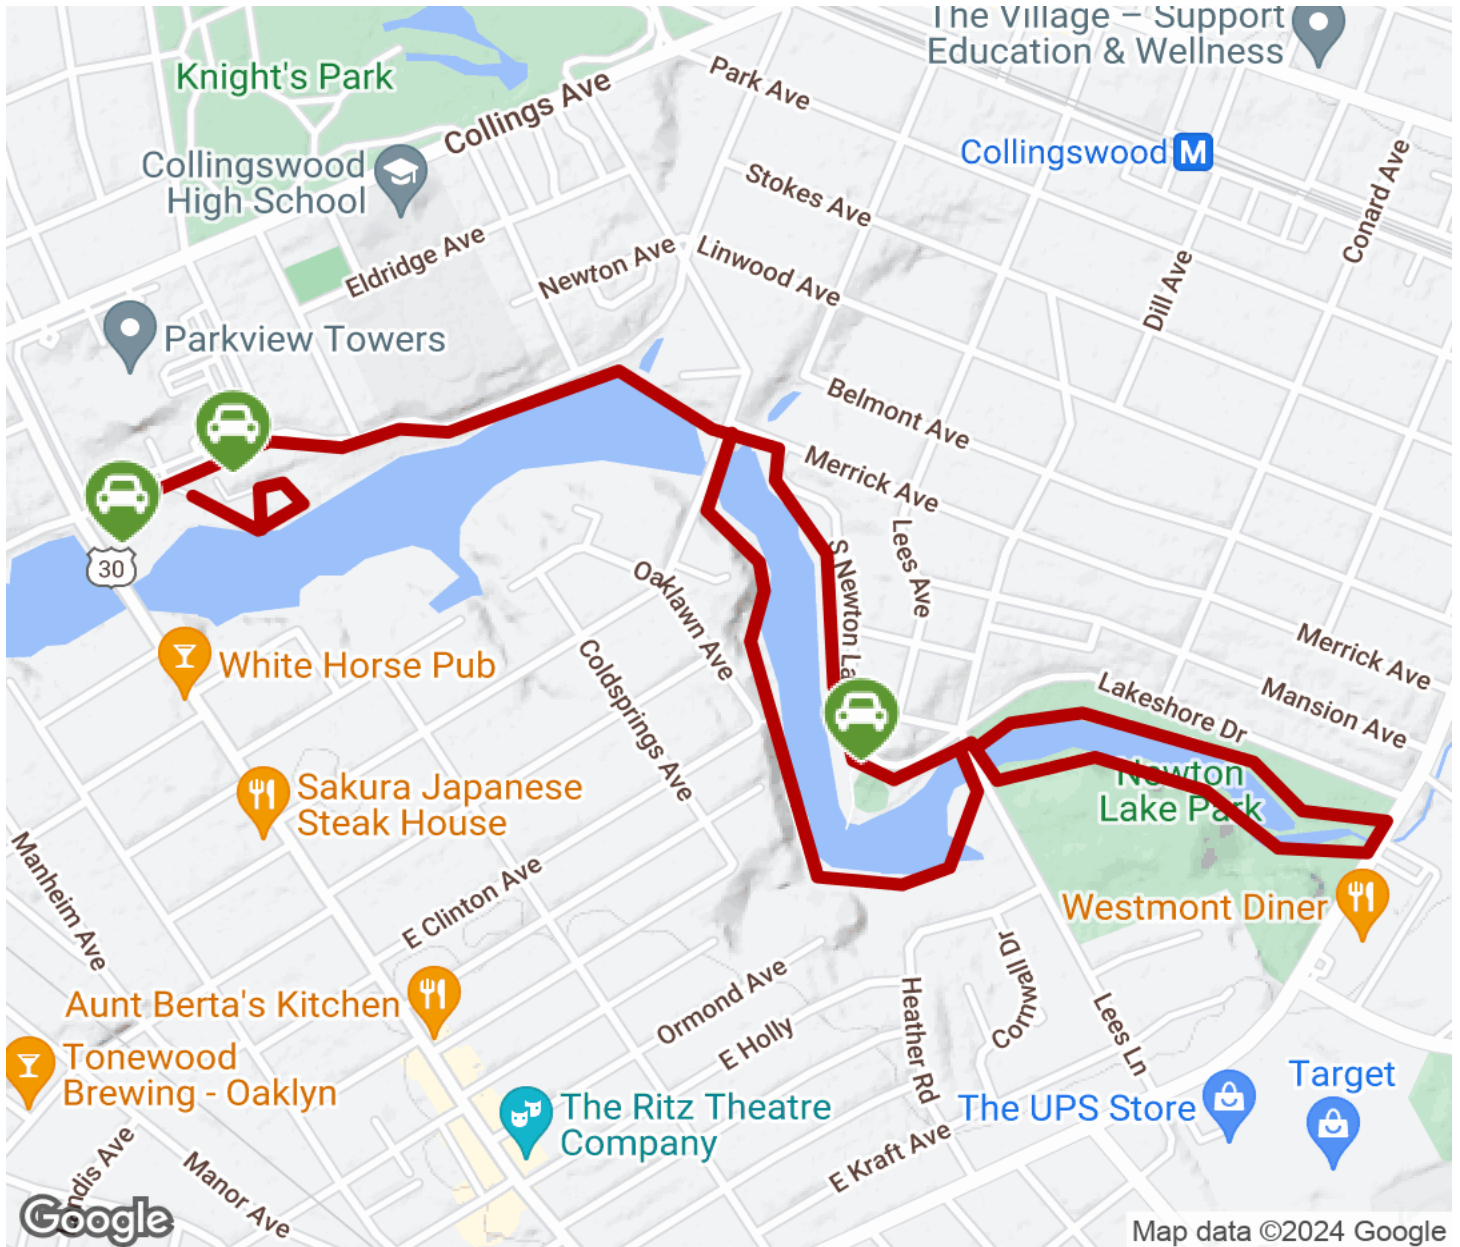 The Village – Support
Education & Wellness
Knight's Park
Collings Ave
Park Ave
Collingswood
High School
Collingswood M
Conard Ave
Stokes Ave
Eldridge Ave
Newton Ave
Linwood Ave
Dill Ave
Parkview Towers
Belmont Ave
Merrick Ave
30
Lees Ave
S Newton La
Oaklawn Ave
Coldsprings Ave
White Horse Pub
Merrick Ave
Mansion Ave
Lakeshore Dr
Newton
Lake Park
Sakura Japanese
Steak House
Manheim Ave
E Clinton Ave
Westmont Diner
Cornwall Dr
Heather Rd
Lees Ln
Ormond Ave
E Holly
Aunt Berta's Kitchen
Tonewood
Brewing - Oaklyn
The Ritz Theatre
Company
Target
The UPS Store
E Kraft Ave
Manor Ave
Google
Map data ©2024 Google